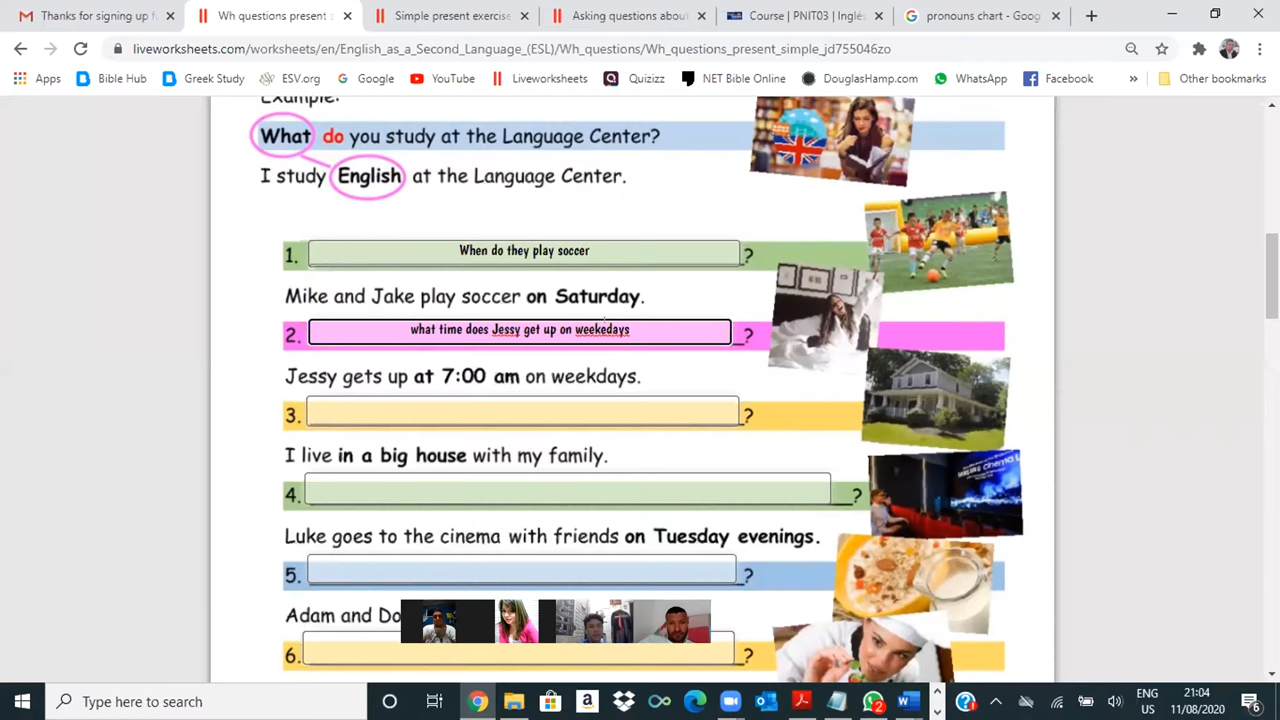 Thanks for signing up f
Wh questions present s
Simple present exercise
Asking questions about
Course | PNIT03 | Inglés
pronouns chart - Goog
liveworksheets.com/worksheets/en/English_as_a_Second_Language_(ESL)/Wh_questions/Wh_questions_present_simple_jd755046zo
Apps Bible Hub Greek Study ESV.org Google YouTube Liveworksheets Quizizz NET Bible Online DouglasHamp.com WhatsApp Facebook » Other bookmarks
Example:
What do you study at the Language Center?
I study English at the Language Center.
1. When do they play soccer ?
Mike and Jake play soccer on Saturday.
2. what time does Jessy get up on weekedays _?
Jessy gets up at 7:00 am on weekdays.
3. _?
I live in a big house with my family.
4. __?
Luke goes to the cinema with friends on Tuesday evenings.
5. _?
Adam and Do
6. _?
Type here to search
ENG
US
21:04
11/08/2020